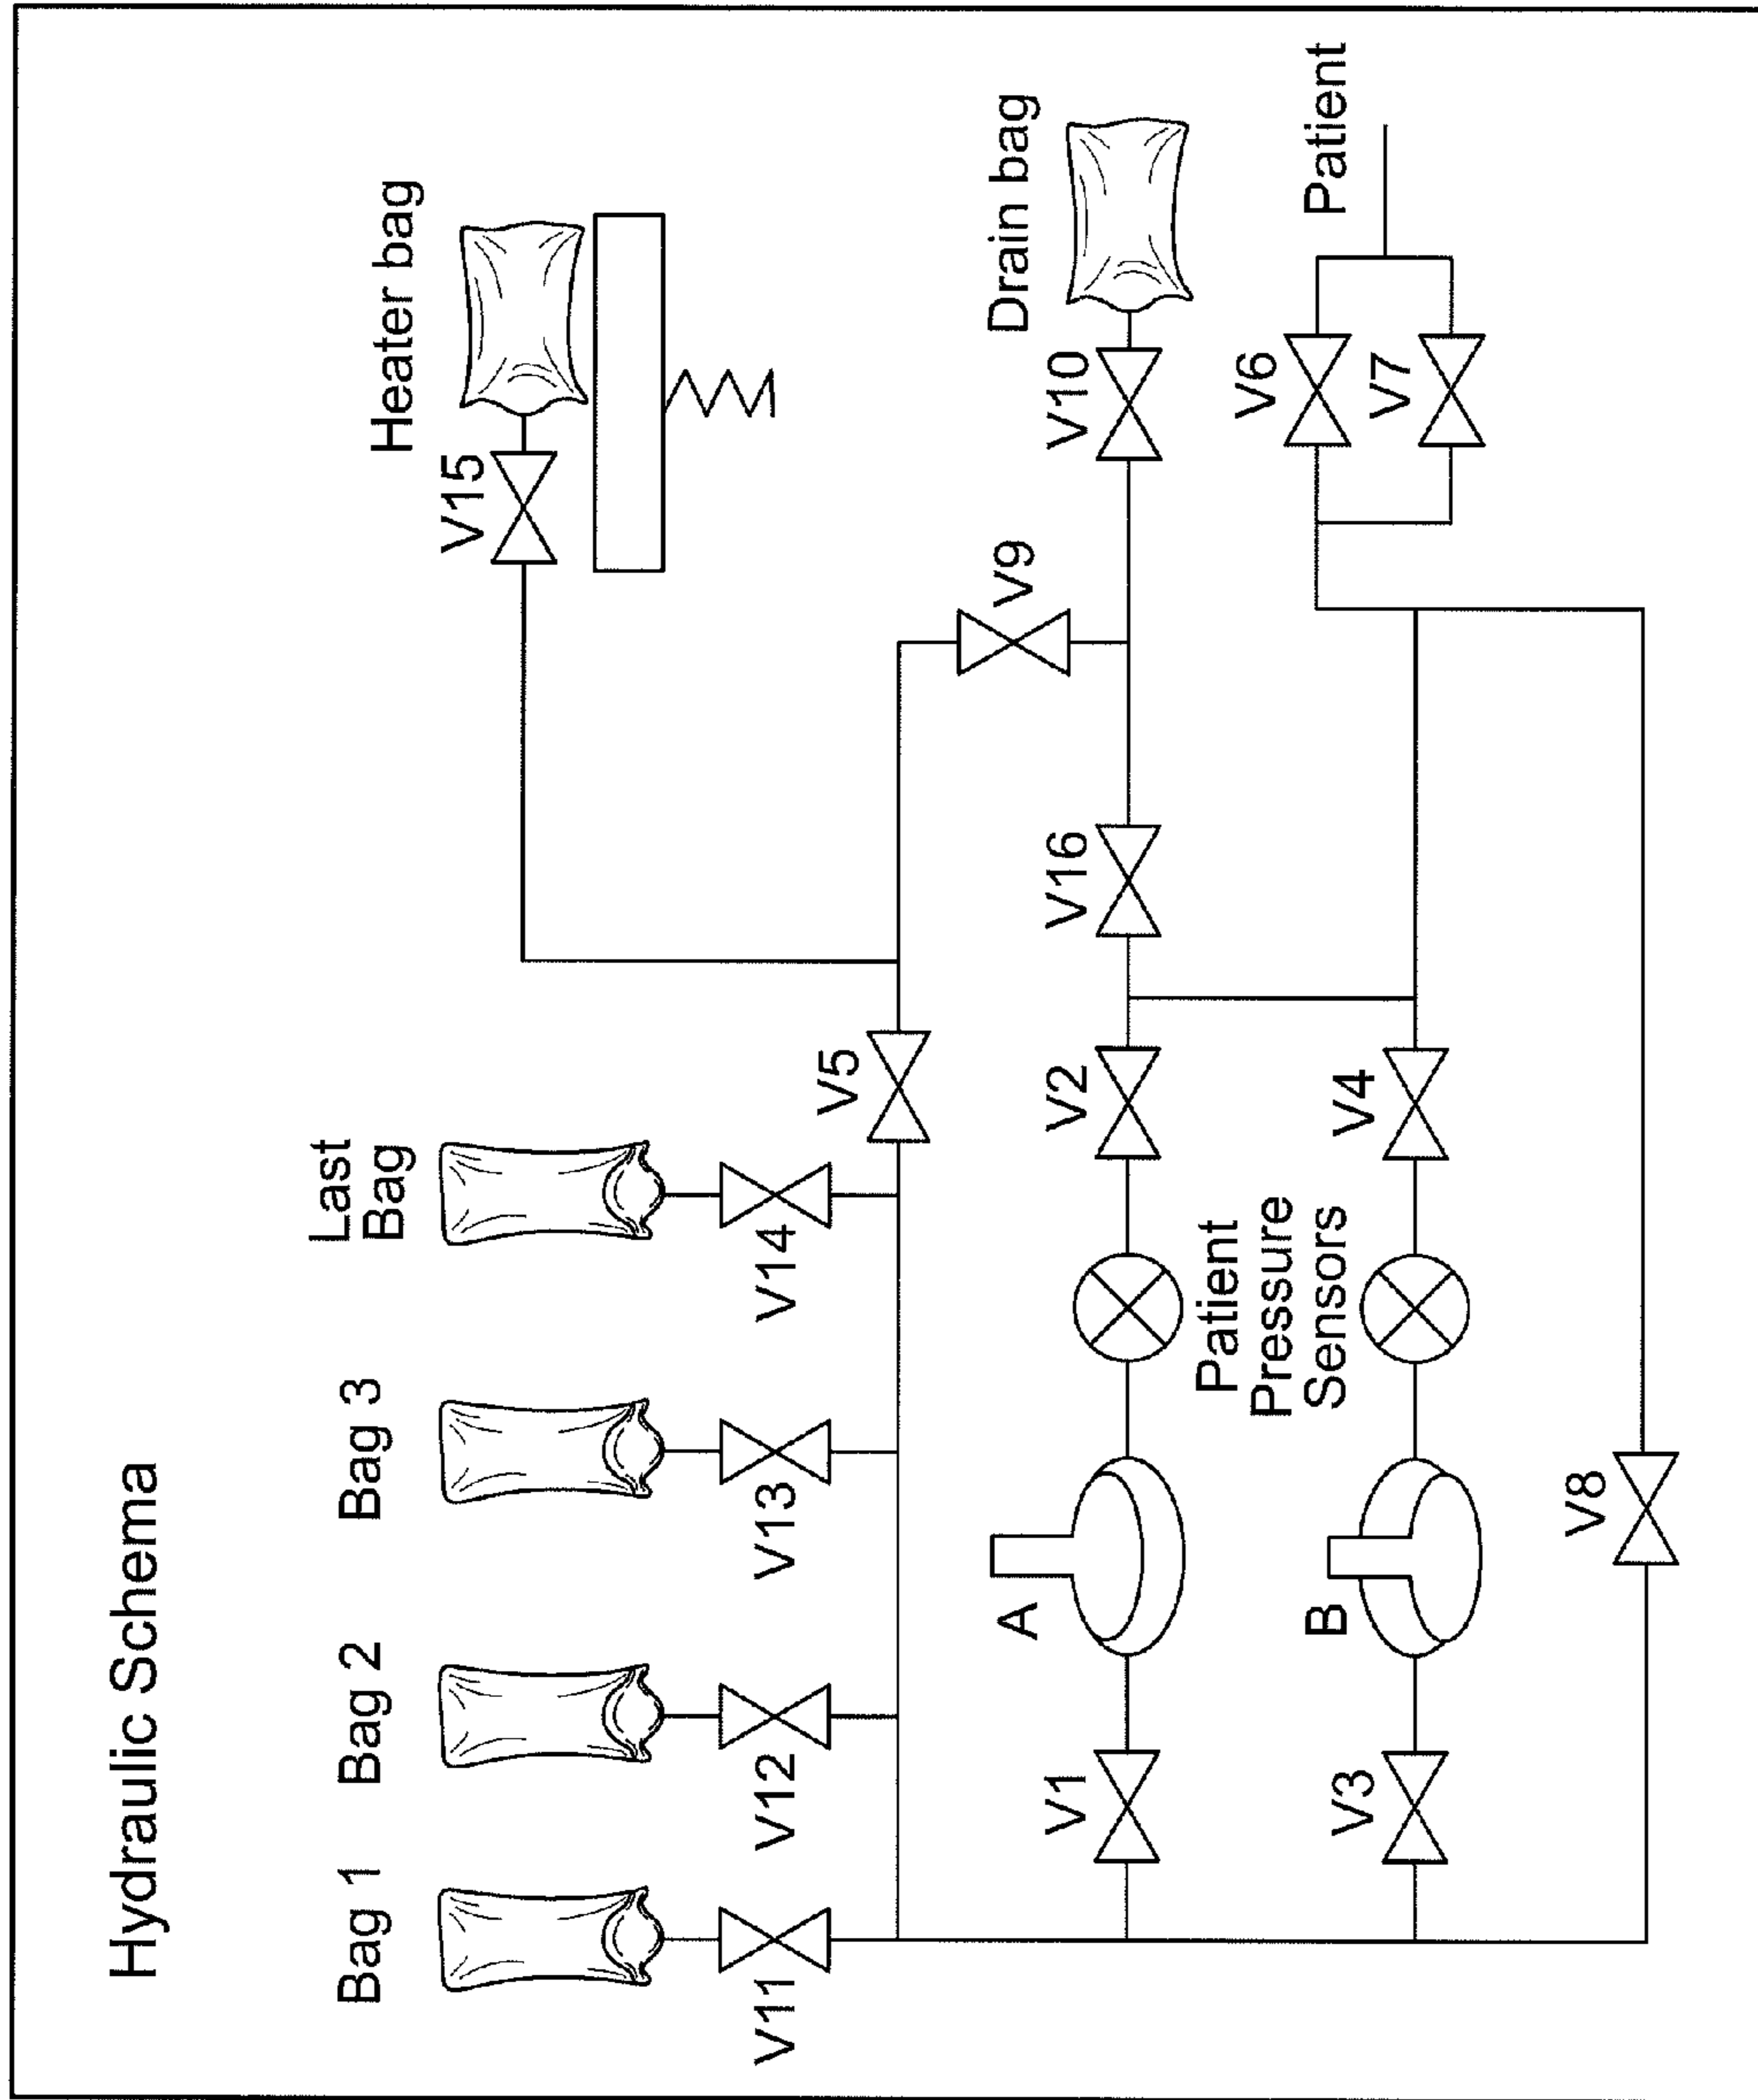 Hydraulic Schema
Bag 1
Bag 2
Bag 3
Last
Bag
Heater bag
V11
V12
V13
V14
V5
V15
V9
Drain bag
A
V1
V2
V16
V10
Patient
Pressure
Sensors
B
V3
V4
V6
V7
Patient
V8